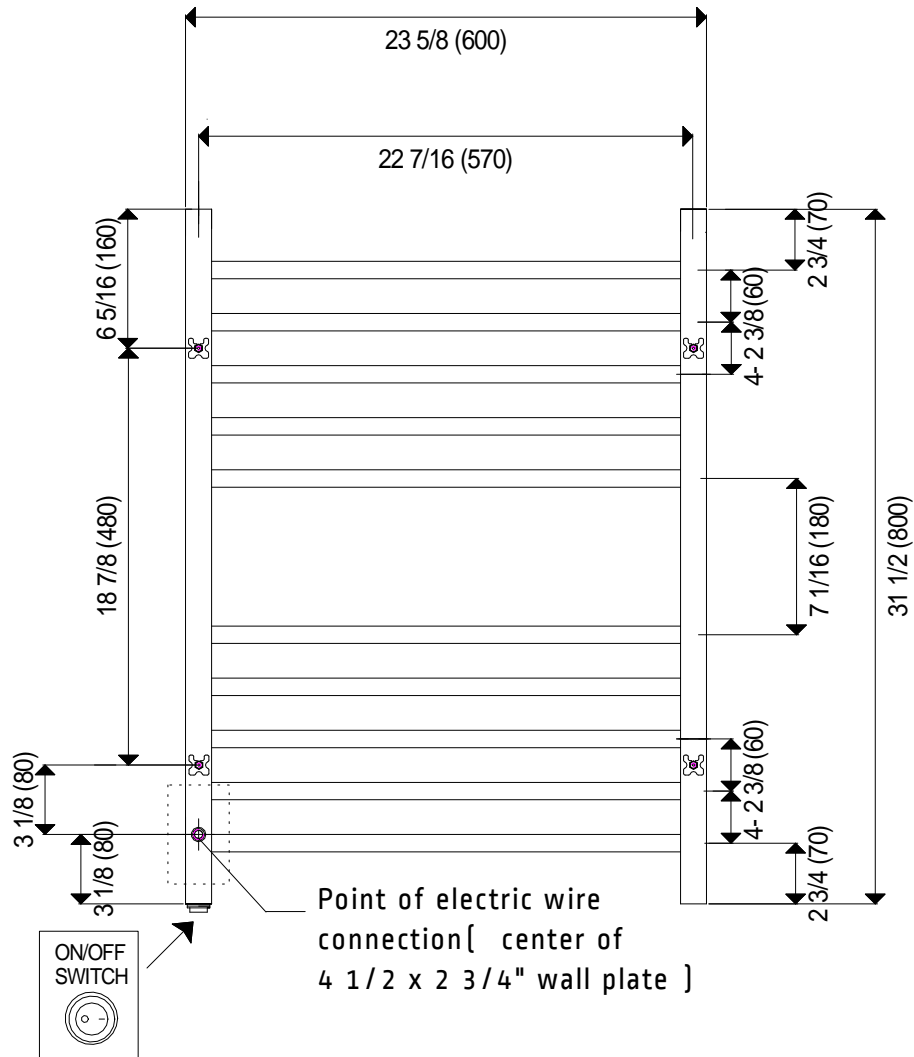 23 5/8 (600)
22 7/16 (570)
6 5/16 (160)
2 3/4 (70)
4- 2 3/8 (60)
18 7/8 (480)
7 1/16 (180)
31 1/2 (800)
3 1/8 (80)
4- 2 3/8 (60)
3 1/8 (80)
2 3/4 (70)
Point of electric wire
connection( center of
4 1/2 x 2 3/4" wall plate )
ON/OFF
SWITCH